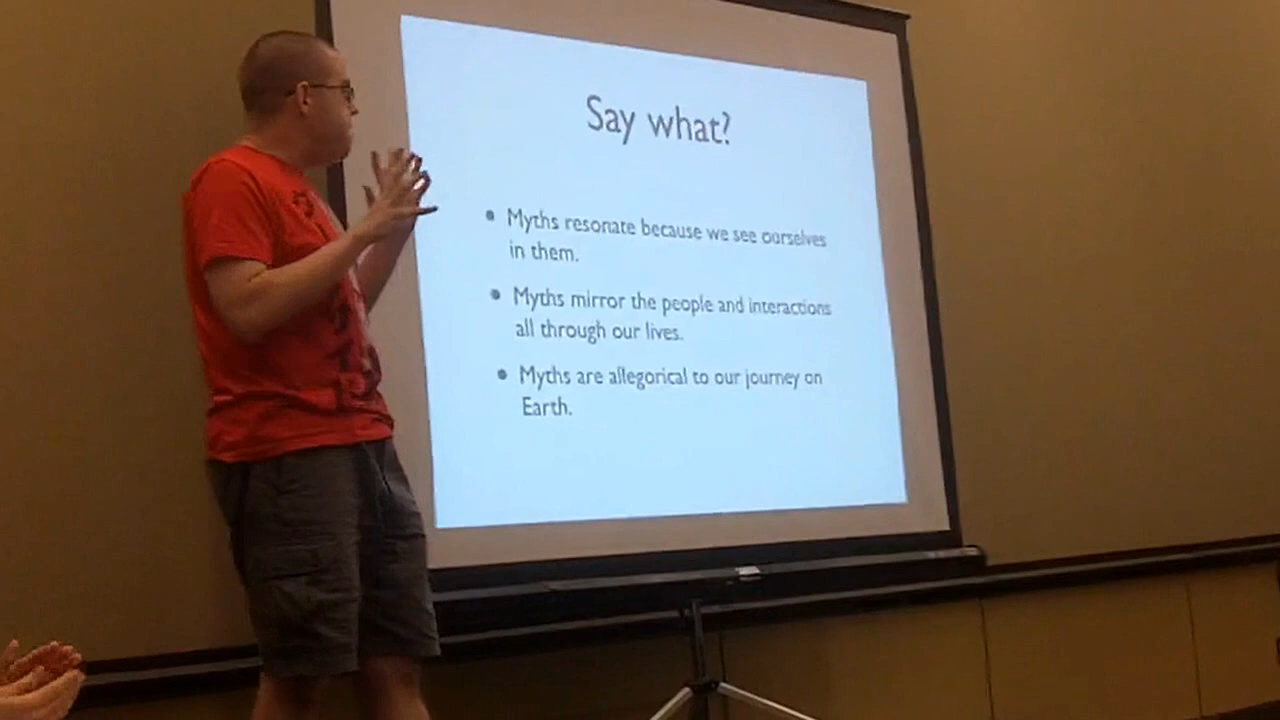 Say what?
• Myths resonate because we see ourselves
in them.
• Myths mirror the people and interactions
all through our lives.
• Myths are allegorical to our journey on
Earth.